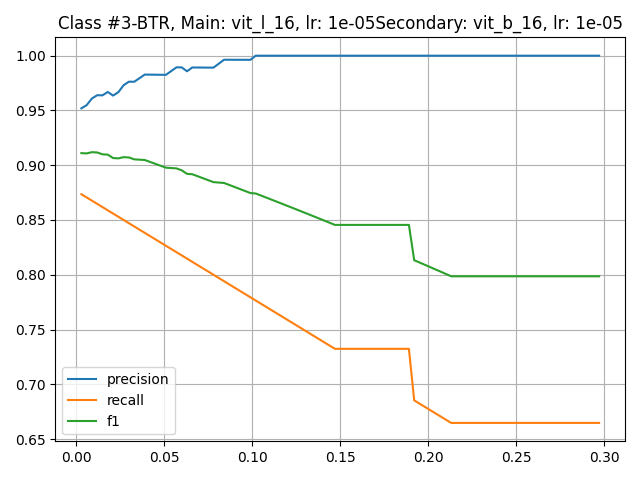 Class #3-BTR, Main: vit_l_16, lr: 1e-05Secondary: vit_b_16, lr: 1e-05
1.00
0.95
0.90
0.85
0.80
0.75
0.70
0.65
precision
recall
f1
0.00 0.05 0.10 0.15 0.20 0.25 0.30